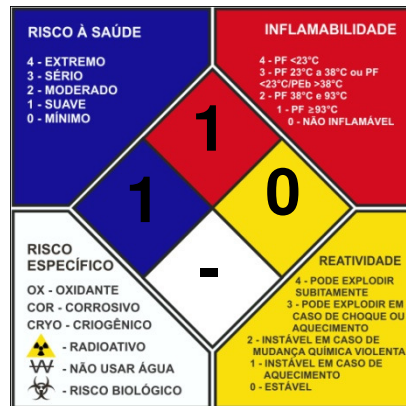 RISCO À SAÚDE
4 - EXTREMO
3 - SÉRIO
2 - MODERADO
1 - SUAVE
0 - MÍNIMO
INFLAMABILIDADE
4 - PF <23°C
3 - PF 23°C a 38°C ou PF
<23°C/PEb >38°C
2 - PF 38°C e 93°C
1 - PF ≥93°C
0 - NÃO INFLAMÁVEL
1
1
0
-
RISCO
ESPECÍFICO
OX - OXIDANTE
COR - CORROSIVO
CRYO - CRIOGÊNICO
- RADIOATIVO
W - NÃO USAR ÁGUA
- RISCO BIOLÓGICO
REATIVIDADE
4 - PODE EXPLODIR
SUBITAMENTE
3 - PODE EXPLODIR EM
CASO DE CHOQUE OU
AQUECIMENTO
2 - INSTÁVEL EM CASO DE
MUDANÇA QUÍMICA VIOLENTA
1 - INSTÁVEL EM CASO DE
AQUECIMENTO
0 - ESTÁVEL